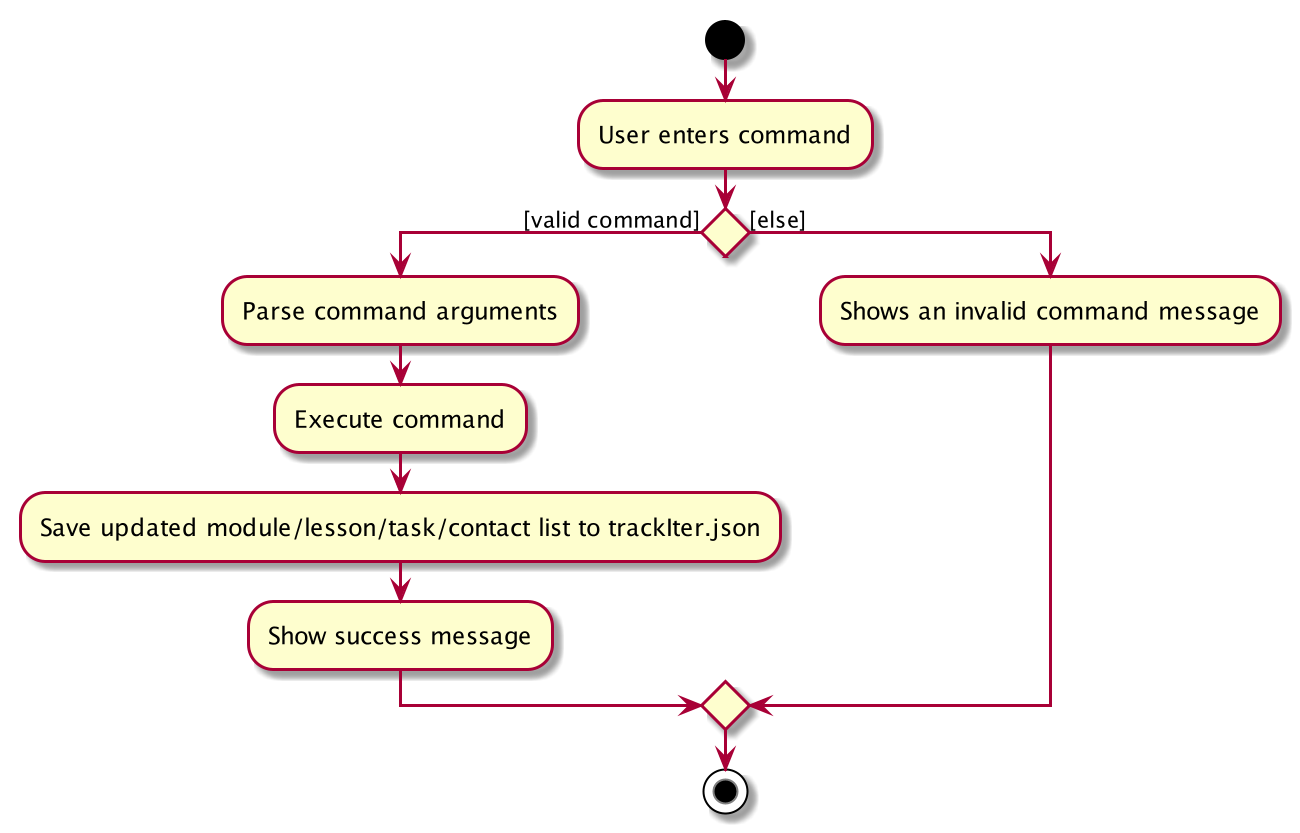 User enters command
[valid command]
[else]
Parse command arguments
Shows an invalid command message
Execute command
Save updated module/lesson/task/contact list to trackIter.json
Show success message